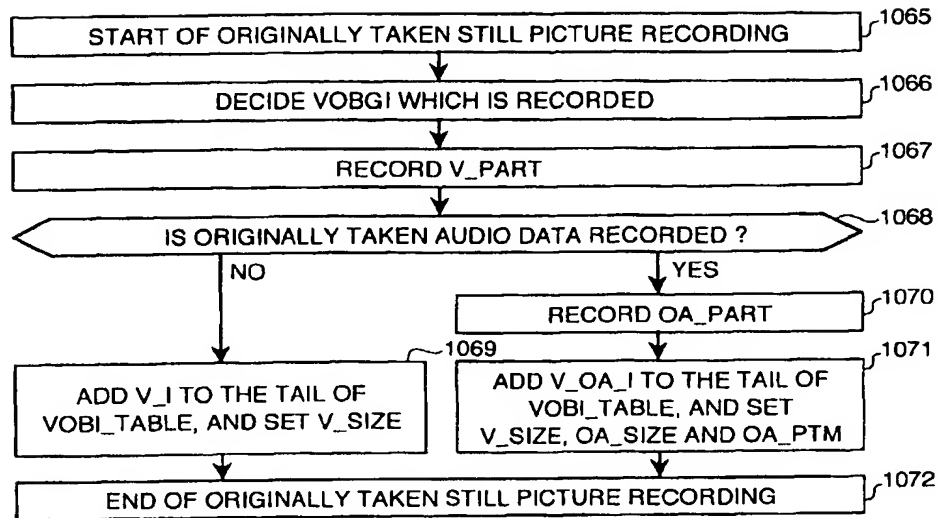 START OF ORIGINALLY TAKEN STILL PICTURE RECORDING
1065
DECIDE VOBGI WHICH IS RECORDED
1066
RECORD V_PART
1067
IS ORIGINALLY TAKEN AUDIO DATA RECORDED ?
1068
NO
YES
RECORD OA_PART
1070
1069
1071
ADD V_I TO THE TAIL OF
VOBI_TABLE, AND SET V_SIZE
ADD V_OA_I TO THE TAIL OF
VOBI_TABLE, AND SET
V_SIZE, OA_SIZE AND OA_PTM
END OF ORIGINALLY TAKEN STILL PICTURE RECORDING
1072